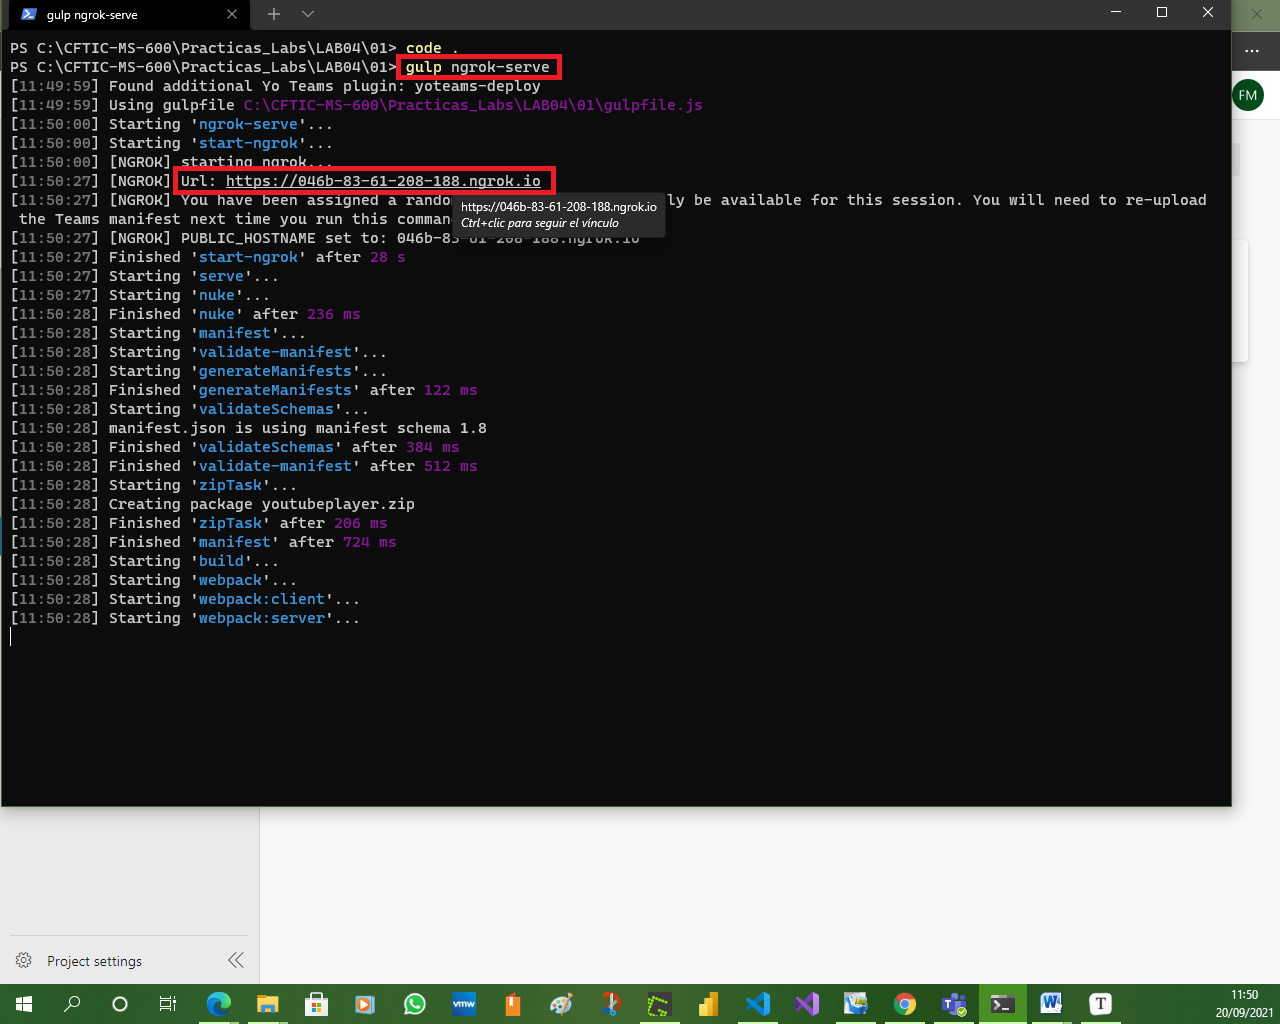 gulp ngrok-serve
PS C:\CFTIC-MS-600\Practicas_Labs\LAB04\01> code .
PS C:\CFTIC-MS-600\Practicas_Labs\LAB04\01> gulp ngrok-serve
[11:49:59] Found additional Yo Teams plugin: yoteams-deploy
[11:49:59] Using gulpfile C:\CFTIC-MS-600\Practicas_Labs\LAB04\01\gulpfile.js
[11:50:00] Starting 'ngrok-serve'...
[11:50:00] Starting 'start-ngrok'...
[11:50:00] [NGROK] starting ngrok...
[11:50:27] [NGROK] Url: https://046b-83-61-208-188.ngrok.io
[11:50:27] [NGROK] You have been assigned a random ly be available for this session. You will need to re-upload
https://046b-83-61-208-188.ngrok.io
Ctrl+clic para seguir el vínculo
the Teams manifest next time you run this
[11:50:27] [NGROK] PUBLIC_HOSTNAME set to: 046b-83-61-208-188.ngrok.io
[11:50:27] Finished 'start-ngrok' after 28 s
[11:50:27] Starting 'serve'...
[11:50:27] Starting 'nuke'...
[11:50:28] Finished 'nuke' after 236 ms
[11:50:28] Starting 'manifest'...
[11:50:28] Starting 'validate-manifest'...
[11:50:28] Starting 'generateManifests'...
[11:50:28] Finished 'generateManifests' after 122 ms
[11:50:28] Starting 'validateSchemas'...
[11:50:28] manifest.json is using manifest schema 1.8
[11:50:28] Finished 'validateSchemas' after 384 ms
[11:50:28] Finished 'validate-manifest' after 512 ms
[11:50:28] Starting 'zipTask'...
[11:50:28] Creating package youtubeplayer.zip
[11:50:28] Finished 'zipTask' after 206 ms
[11:50:28] Finished 'manifest' after 724 ms
[11:50:28] Starting 'build'...
[11:50:28] Starting 'webpack'...
[11:50:28] Starting 'webpack:client'...
[11:50:28] Starting 'webpack:server'...
FM
Project settings
vmw
T
11:50
20/09/2021